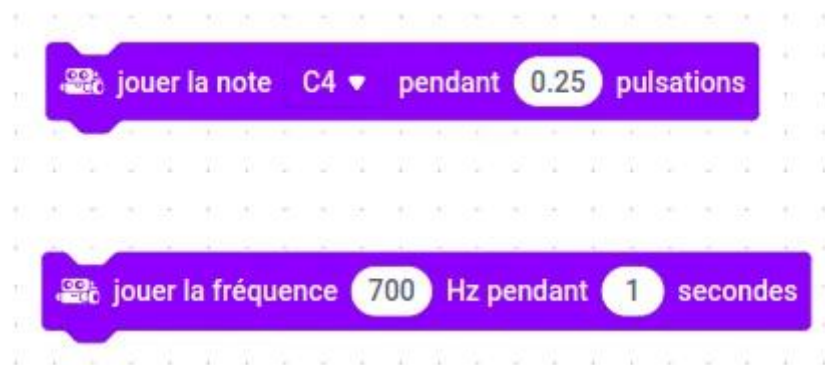 jouer la note C4 pendant 0.25 pulsations
jouer la fréquence 700 Hz pendant 1 secondes